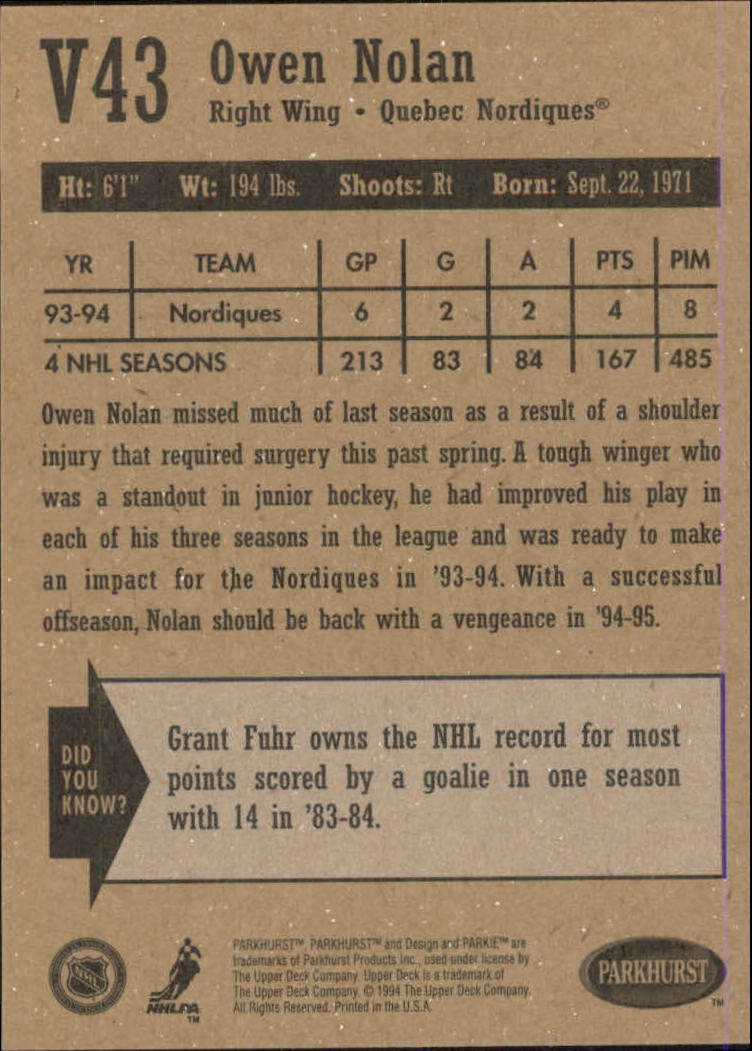 V43 Owen Nolan
Right Wing • Quebec Nordiques®
Ht: 6'1" Wt: 194 lbs. Shoots: Rt Born: Sept. 22, 1971
YR TEAM GP G A PTS PIM
93-94 Nordiques 6 2 2 4 8
4 NHL SEASONS 213 83 84 167 485
Owen Nolan missed much of last season as a result of a shoulder
injury that required surgery this past spring. A tough winger who
was a standout in junior hockey, he had improved his play in
each of his three seasons in the league and was ready to make
an impact for the Nordiques in '93-94. With a successful
offseason, Nolan should be back with a vengeance in '94-95.
DID
YOU
KNOW?
Grant Fuhr owns the NHL record for most
points scored by a goalie in one season
with 14 in '83-84.
NHL
NHLPA
TM
PARKHURST™, PARKHURST™ and Design and PARKIE™ are
trademarks of Parkhurst Products Inc., used under license by
The Upper Deck Company. Upper Deck is a trademark of
The Upper Deck Company. © 1994 The Upper Deck Company.
All Rights Reserved. Printed in the U.S.A.
PARKHURST
TM